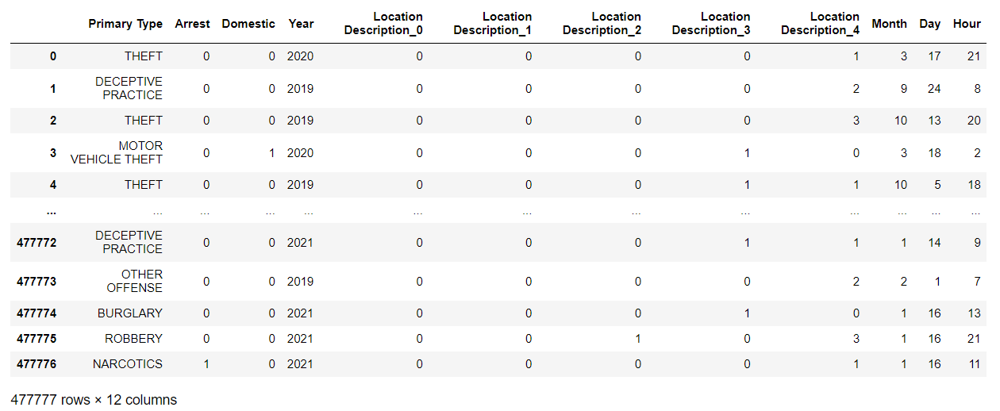 Primary Type Arrest Domestic Year Location Description_0 Location Description_1 Location Description_2 Location Description_3 Location Description_4 Month Day Hour
0 THEFT 0 0 2020 0 0 0 0 1 3 17 21
1 DECEPTIVE PRACTICE 0 0 2019 0 0 0 0 2 9 24 8
2 THEFT 0 0 2019 0 0 0 0 3 10 13 20
3 MOTOR VEHICLE THEFT 0 1 2020 0 0 0 1 0 3 18 2
4 THEFT 0 0 2019 0 0 0 1 1 10 5 18
... ... ... ... ... ... ... ... ... ... ... ... ...
477772 DECEPTIVE PRACTICE 0 0 2021 0 0 0 1 1 1 14 9
477773 OTHER OFFENSE 0 0 2019 0 0 0 0 2 2 1 7
477774 BURGLARY 0 0 2021 0 0 0 1 0 1 16 13
477775 ROBBERY 0 0 2021 0 0 1 0 3 1 16 21
477776 NARCOTICS 1 0 2021 0 0 0 0 1 1 16 11
477777 rows × 12 columns